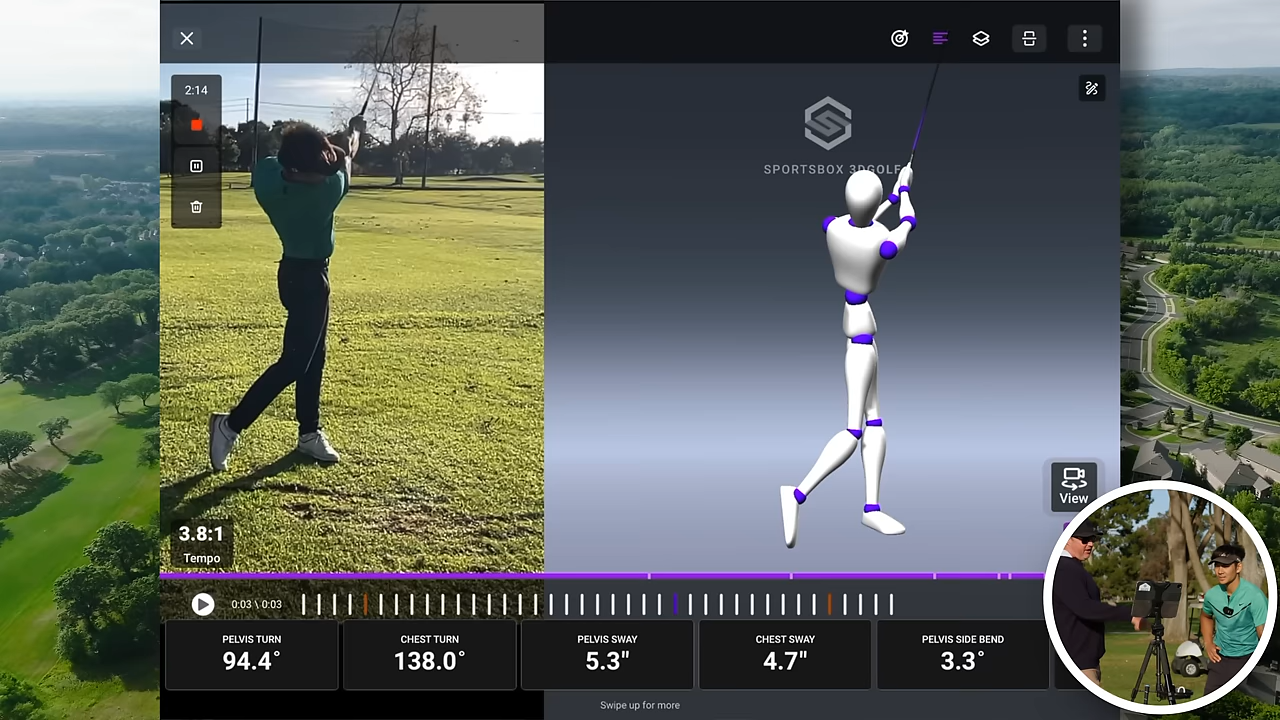 2:14
SPORTSBOX 3DGOLF
View
3.8:1
Tempo
0:03 \ 0:03
PELVIS TURN
94.4°
CHEST TURN
138.0°
PELVIS SWAY
5.3"
CHEST SWAY
4.7"
PELVIS SIDE BEND
3.3°
Swipe up for more